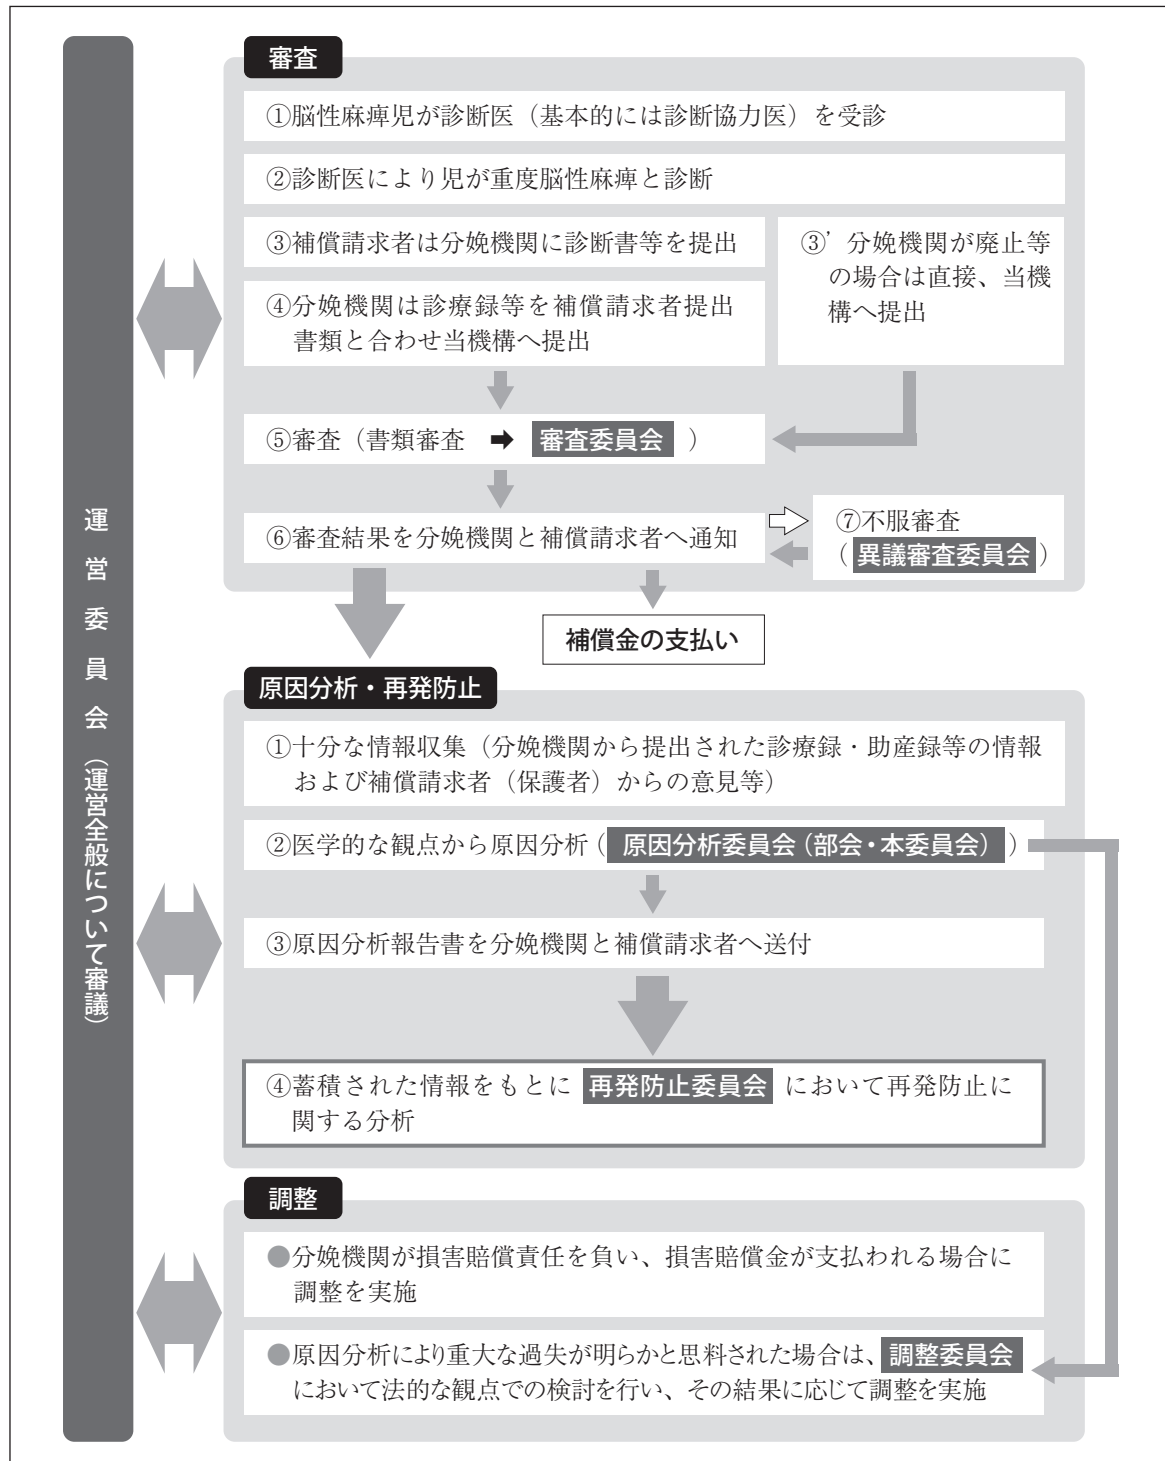 運営委員会（運営全般について審議）
審査
①脳性麻痺児が診断医（基本的には診断協力医）を受診
②診断医により児が重度脳性麻痺と診断
③補償請求者は分娩機関に診断書等を提出
④分娩機関は診療録等を補償請求者提出
書類と合わせ当機構へ提出
③’分娩機関が廃止等
の場合は直接、当機
構へ提出
⑤審査（書類審査 ➡ 審査委員会 ）
⑥審査結果を分娩機関と補償請求者へ通知
⑦不服審査
（異議審査委員会）
補償金の支払い
原因分析・再発防止
①十分な情報収集（分娩機関から提出された診療録・助産録等の情報
および補償請求者（保護者）からの意見等）
②医学的な観点から原因分析（ 原因分析委員会（部会・本委員会） ）
③原因分析報告書を分娩機関と補償請求者へ送付
④蓄積された情報をもとに 再発防止委員会 において再発防止に
関する分析
調整
●分娩機関が損害賠償責任を負い、損害賠償金が支払われる場合に
調整を実施
●原因分析により重大な過失が明らかと思料された場合は、調整委員会
において法的な観点での検討を行い、その結果に応じて調整を実施